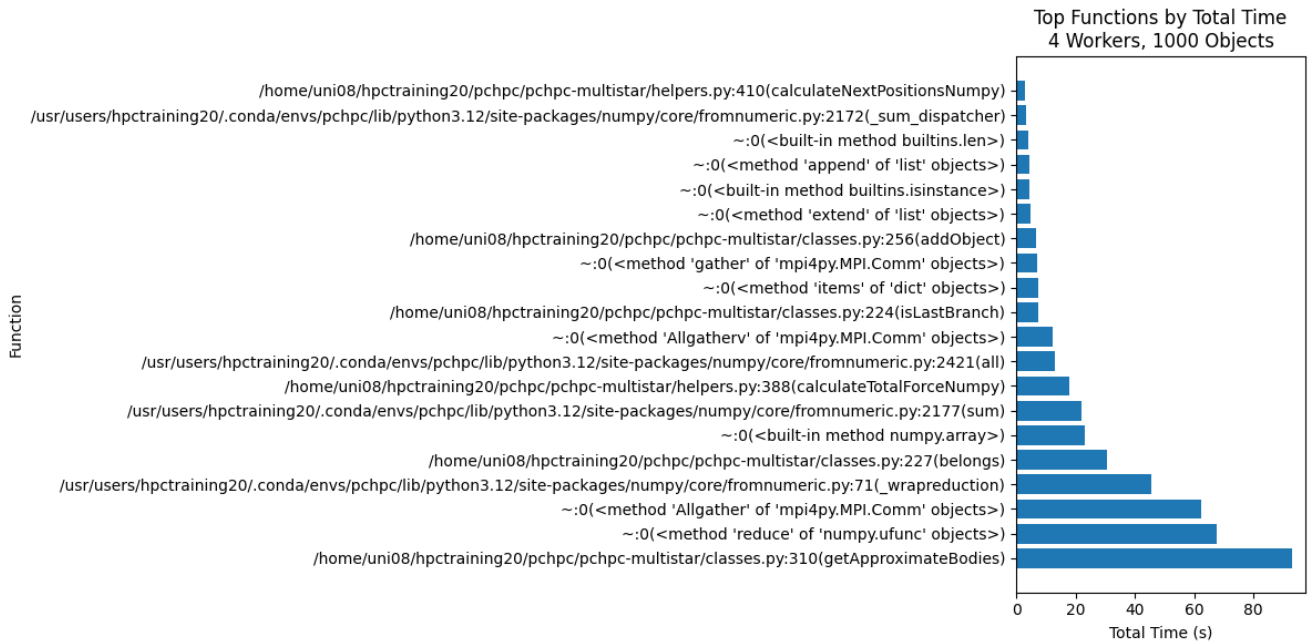 Top Functions by Total Time
4 Workers, 1000 Objects
/home/uni08/hpctraining20/pchpc/pchpc-multistar/helpers.py:410(calculateNextPositionsNumpy)
/usr/users/hpctraining20/.conda/envs/pchpc/lib/python3.12/site-packages/numpy/core/fromnumeric.py:2172(_sum_dispatcher)
~:0(<built-in method builtins.len>)
~:0(<method 'append' of 'list' objects>)
~:0(<built-in method builtins.isinstance>)
~:0(<method 'extend' of 'list' objects>)
/home/uni08/hpctraining20/pchpc/pchpc-multistar/classes.py:256(addObject)
~:0(<method 'gather' of 'mpi4py.MPI.Comm' objects>)
~:0(<method 'items' of 'dict' objects>)
/home/uni08/hpctraining20/pchpc/pchpc-multistar/classes.py:224(isLastBranch)
~:0(<method 'Allgatherv' of 'mpi4py.MPI.Comm' objects>)
/usr/users/hpctraining20/.conda/envs/pchpc/lib/python3.12/site-packages/numpy/core/fromnumeric.py:2421(all)
/home/uni08/hpctraining20/pchpc/pchpc-multistar/helpers.py:388(calculateTotalForceNumpy)
/usr/users/hpctraining20/.conda/envs/pchpc/lib/python3.12/site-packages/numpy/core/fromnumeric.py:2177(sum)
~:0(<built-in method numpy.array>)
/home/uni08/hpctraining20/pchpc/pchpc-multistar/classes.py:227(belongs)
/usr/users/hpctraining20/.conda/envs/pchpc/lib/python3.12/site-packages/numpy/core/fromnumeric.py:71(_wrapreduction)
~:0(<method 'Allgather' of 'mpi4py.MPI.Comm' objects>)
~:0(<method 'reduce' of 'numpy.ufunc' objects>)
/home/uni08/hpctraining20/pchpc/pchpc-multistar/classes.py:310(getApproximateBodies)
Function
0 20 40 60 80
Total Time (s)